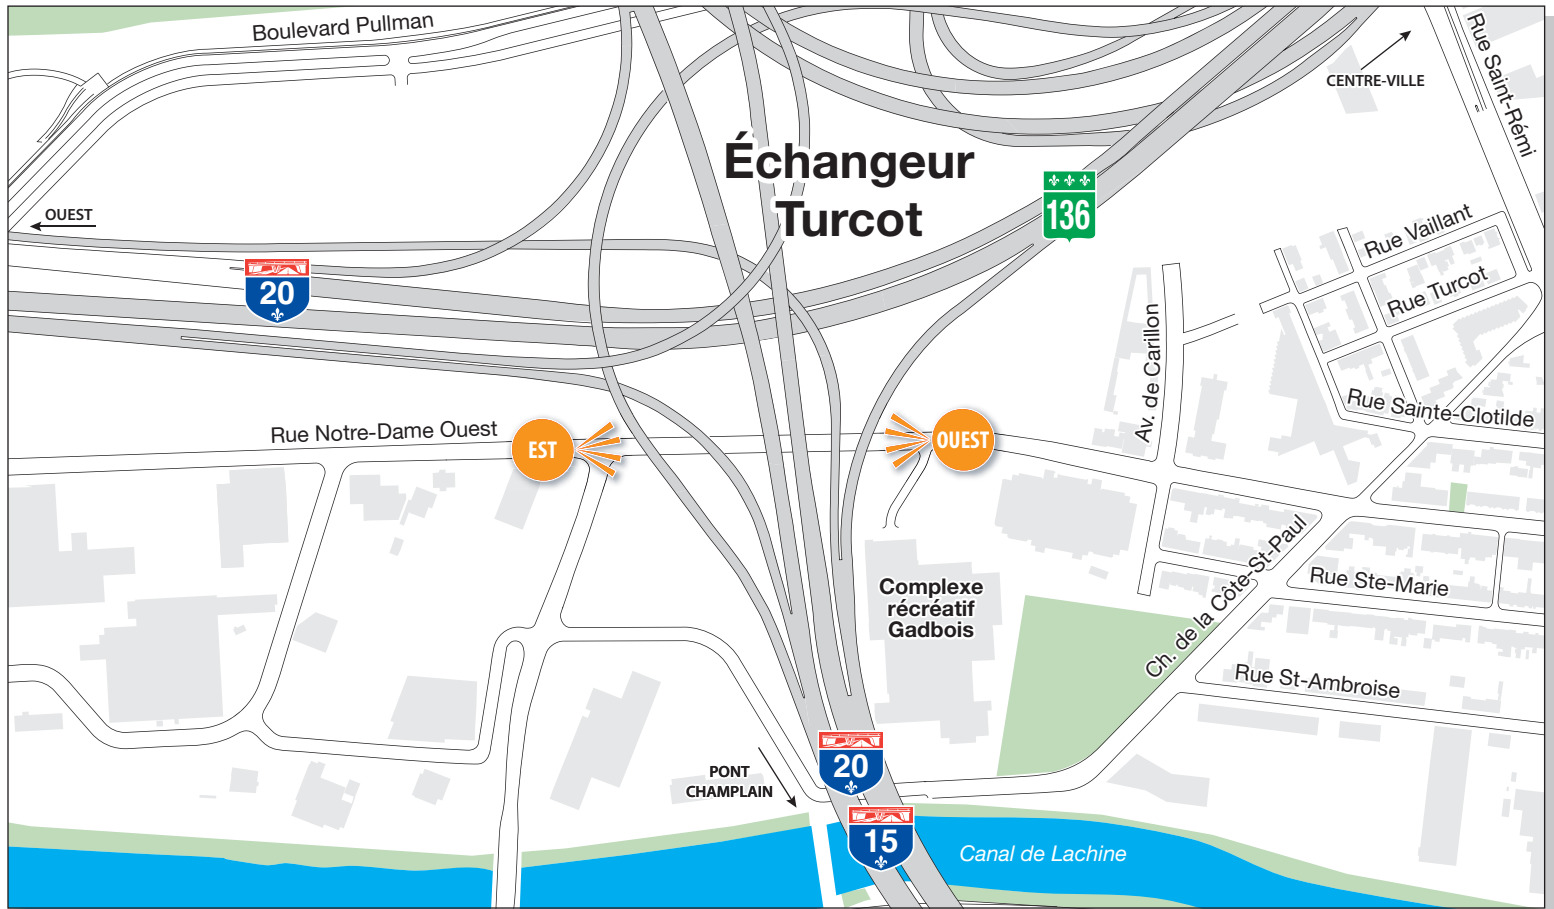 Boulevard Pullman
CENTRE-VILLE
Rue Saint-Rémi
Échangeur
Turcot
136
OUEST
20
Rue Vaillant
Rue Turcot
Av. de Carillon
Rue Sainte-Clotilde
Rue Notre-Dame Ouest
EST
OUEST
Complexe
récréatif
Gadbois
Ch. de la Côte-St-Paul
Rue Ste-Marie
Rue St-Ambroise
PONT
CHAMPLAIN
20
15
Canal de Lachine